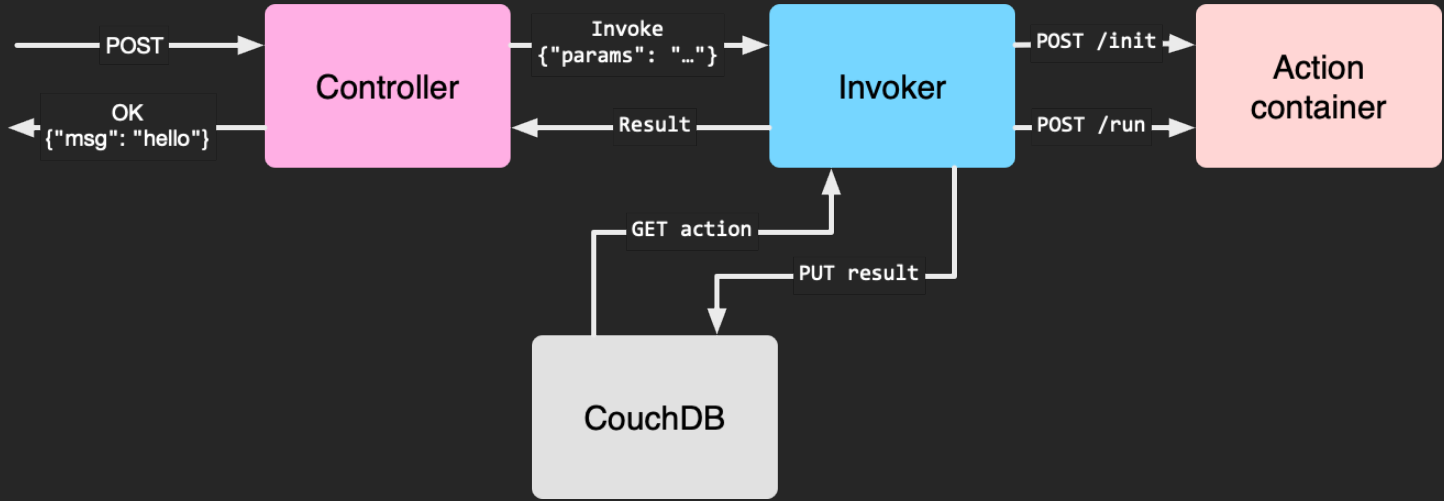 POST
OK
{"msg": "hello"}
Controller
Invoke
{"params": "…"}
Result
Invoker
POST /init
POST /run
Action
container
GET action
PUT result
CouchDB